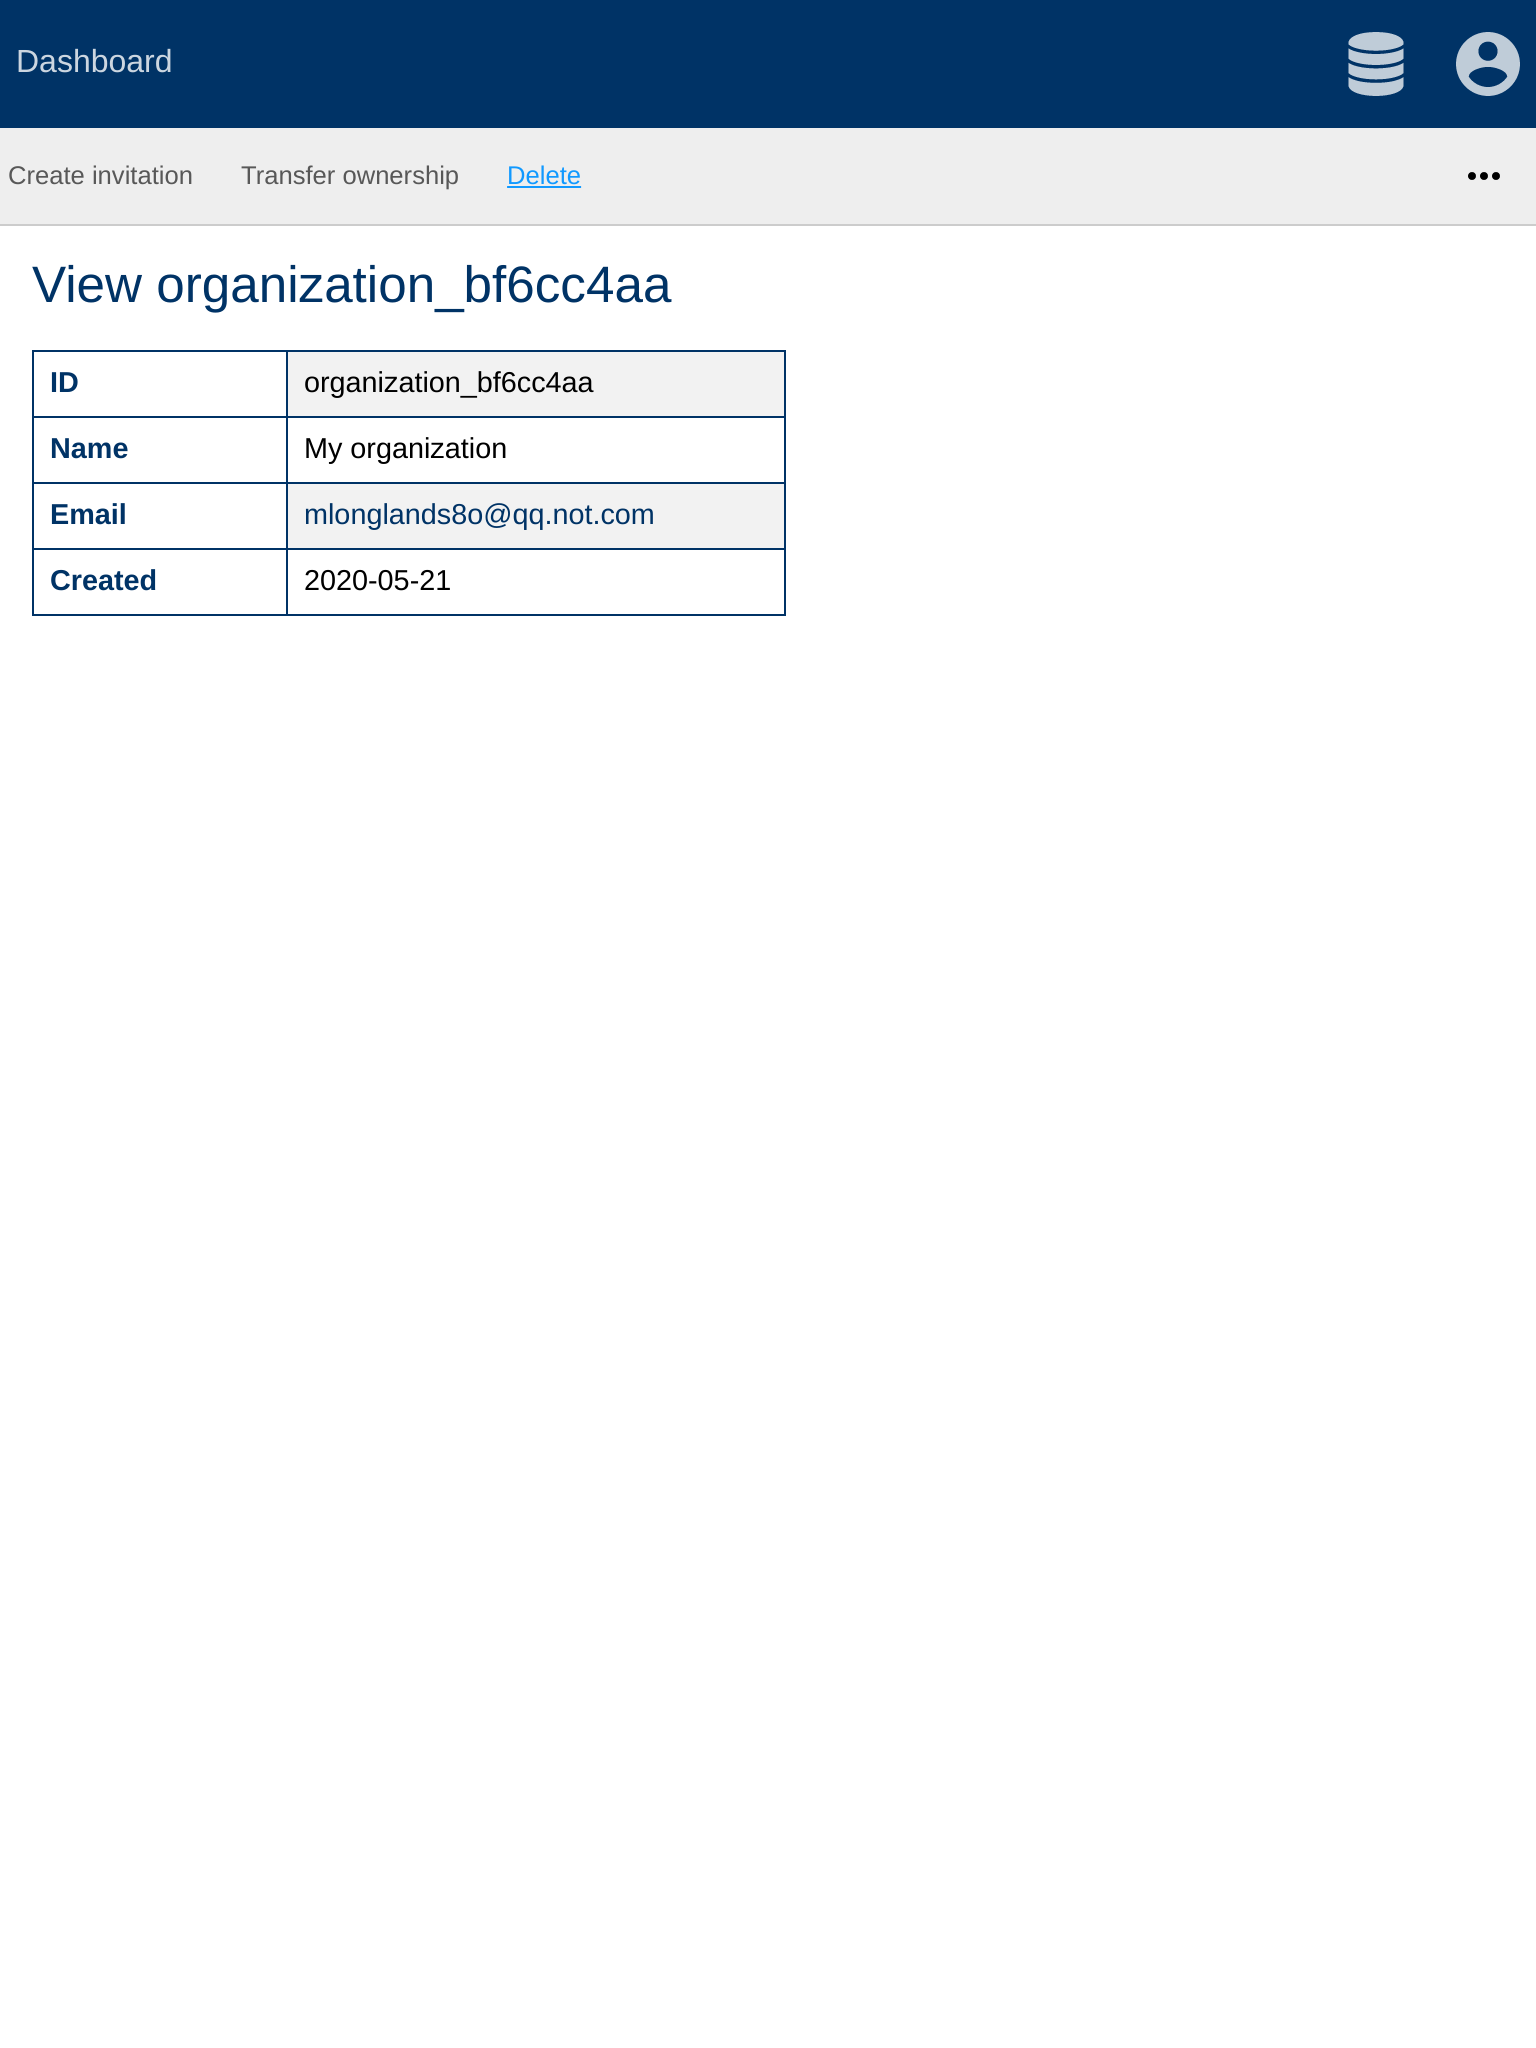 Dashboard
Create invitation Transfer ownership Delete
View organization_bf6cc4aa
ID organization_bf6cc4aa
Name My organization
Email mlonglands8o@qq.not.com
Created 2020-05-21